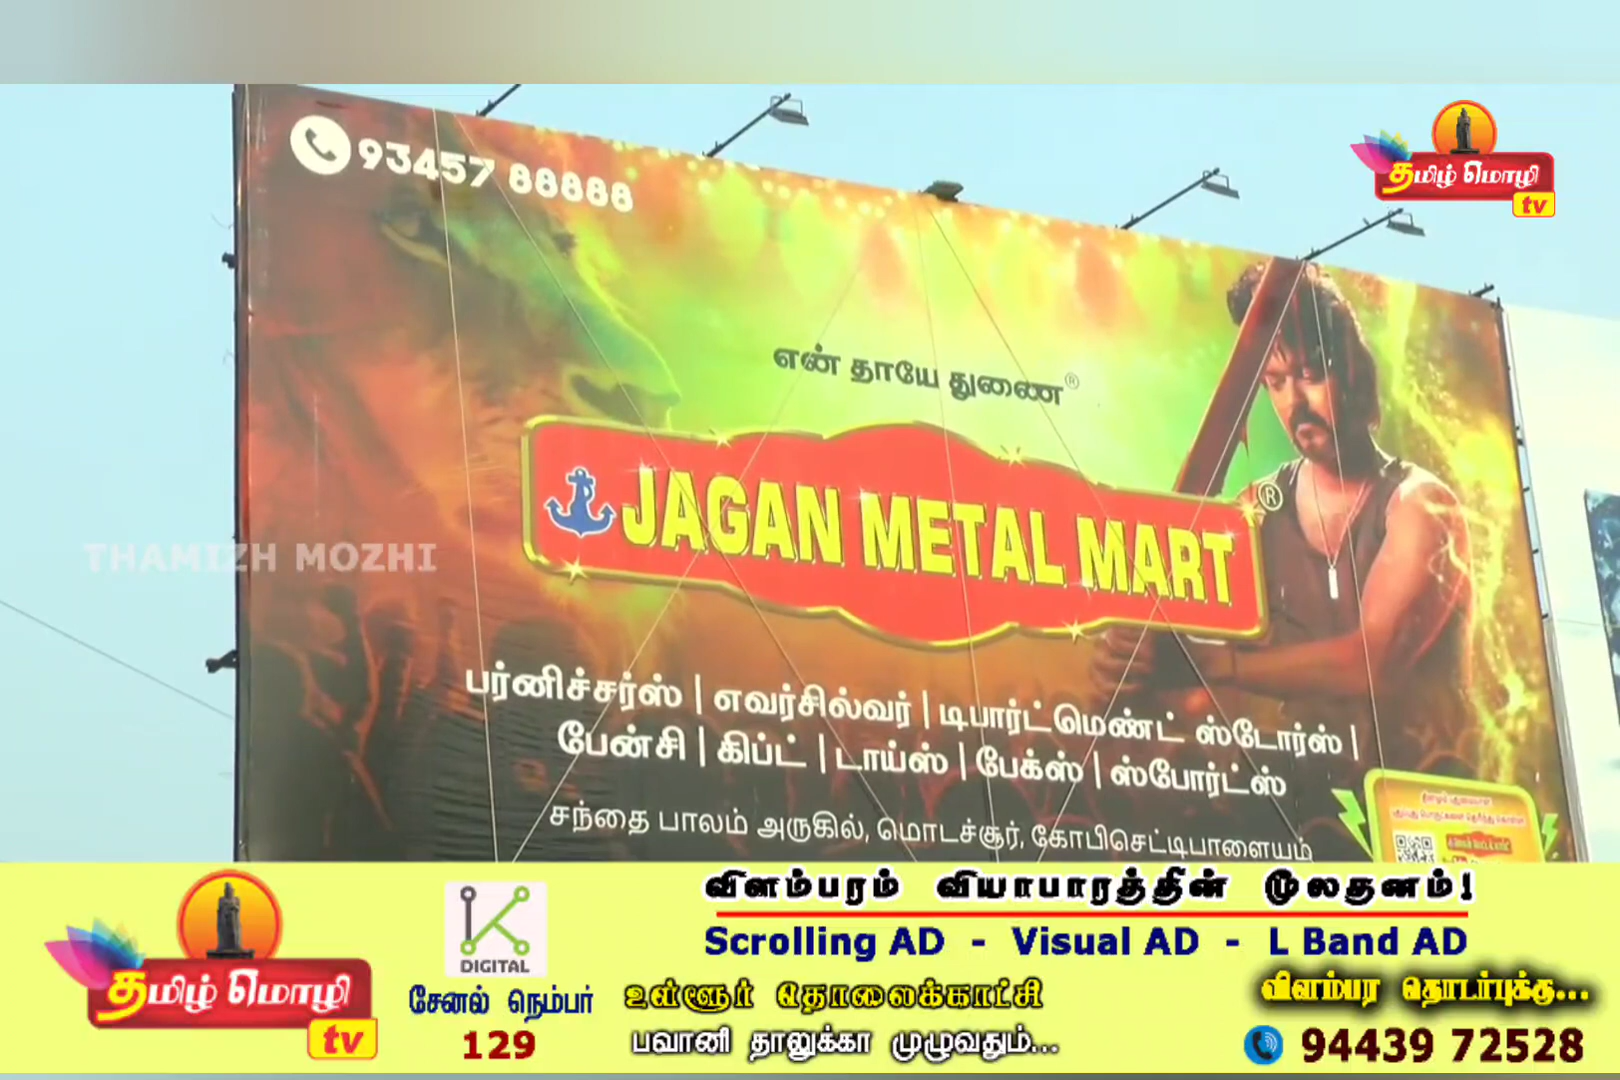 93457 88888
தமிழ் மொழி
tv
என் தாயே துணை®
JAGAN METAL MART ®
THAMIZH MOZHI
பர்னிச்சர்ஸ் | எவர்சில்வர் | டிபார்ட்மெண்ட் ஸ்டோர்ஸ் |
பேன்சி | கிப்ட் | டாய்ஸ் | பேக்ஸ் | ஸ்போர்ட்ஸ்
சந்தை பாலம் அருகில், மொடச்சூர், கோபிசெட்டிபாளையம்
விளம்பரம் வியாபாரத்தின் மூலதனம்!
Scrolling AD - Visual AD - L Band AD
தமிழ் மொழி
tv
DIGITAL
சேனல் நெம்பர்
129
உள்ளூர் தொலைக்காட்சி
பவானி தாலுக்கா முழுவதும்...
விளம்பர தொடர்புக்கு...
94439 72528